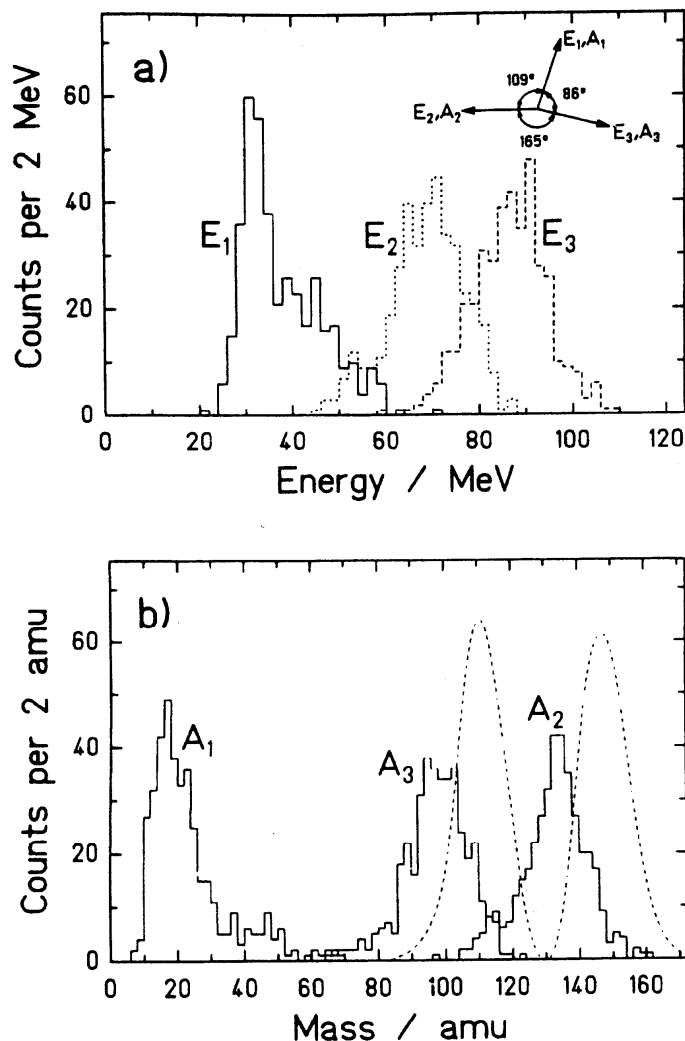 a)
Counts per 2 MeV
60
40
20
0
E₁
E₂
E₃
E₁,A₁
109°
86°
E₂,A₂
165°
E₃,A₃
0 20 40 60 80 100 120
Energy / MeV
b)
Counts per 2 amu
60
40
20
0
A₁
A₃
A₂
0 20 40 60 80 100 120 140 160
Mass / amu